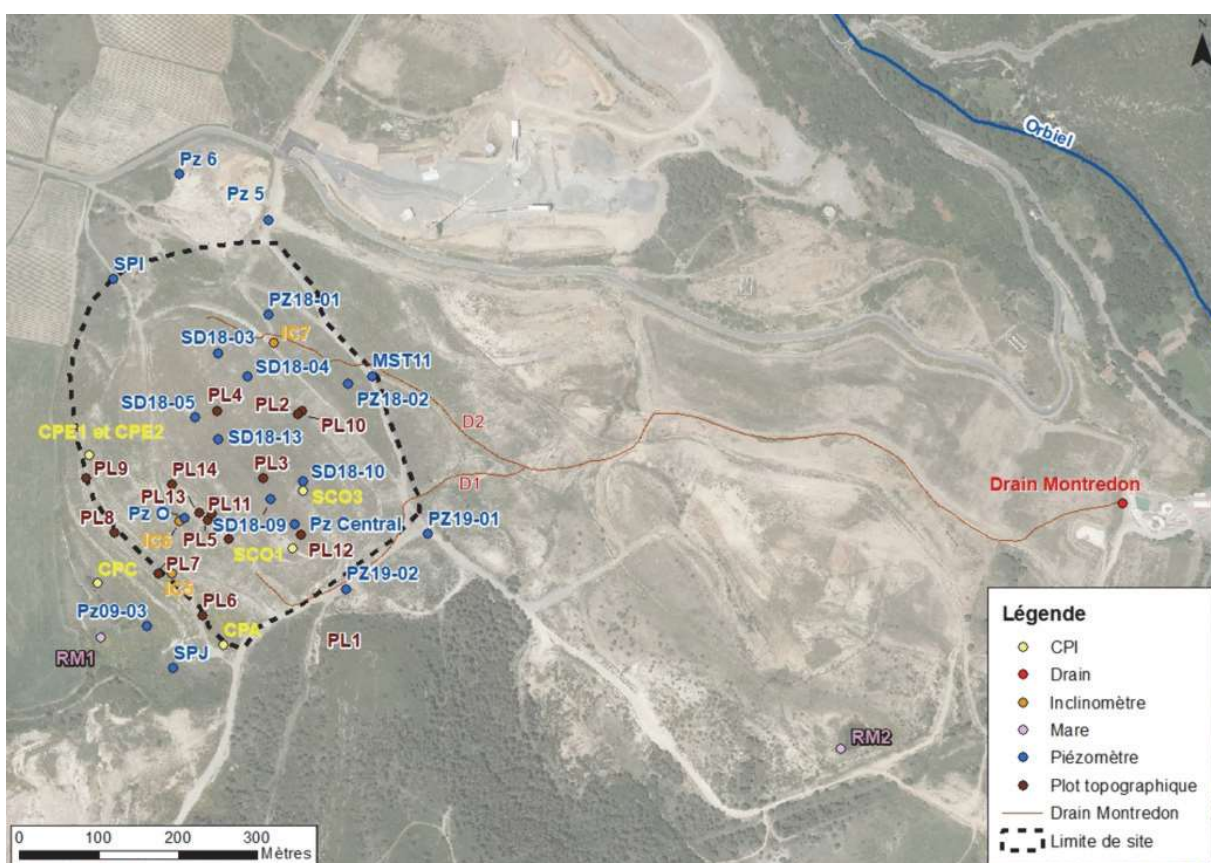 N
Orbiel
Pz 6
Pz 5
SPI
PZ18-01
IC7
SD18-03
MST11
SD18-04
PZ18-02
PL4
PL2
PL10
SD18-05
D2
CPE1 et CPE2
SD18-13
PL9
PL14
PL3
SD18-10
D1
Drain Montredon
PL13
PL11
SCO3
Pz O
SD18-09
Pz Central
PL8
IC6
PL5
SCO1
PL12
PZ19-01
PL7
CPC
PZ19-02
Pz09-03
PL6
CPA
PL1
RM1
SPJ
RM2
Légende
CPI
Drain
Inclinomètre
Mare
Piézomètre
Plot topographique
Drain Montredon
Limite de site
0 100 200 300
Mètres